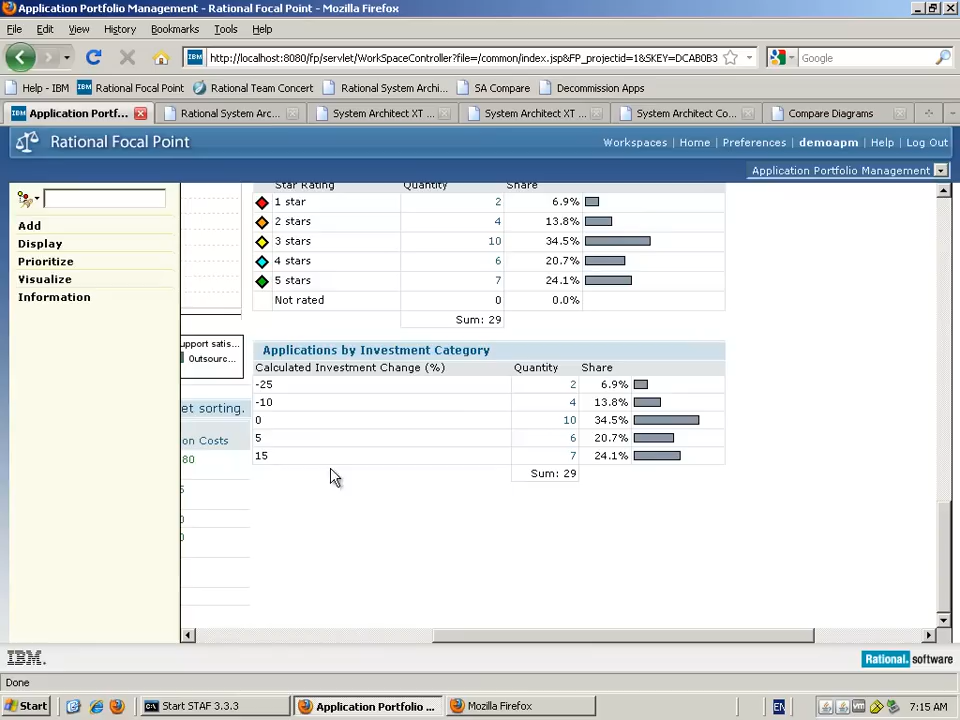 Application Portfolio Management - Rational Focal Point - Mozilla Firefox
File Edit View History Bookmarks Tools Help
IBM http://localhost:8080/fp/servlet/WorkSpaceController?file=/common/index.jsp&FP_projectid=1&SKEY=DCAB0B3 Google
Help - IBM IBM Rational Focal Point Rational Team Concert Rational System Archi... SA Compare Decommission Apps
IBM Application Portf... Rational System Arc... System Architect XT ... System Architect XT ... System Architect Co... Compare Diagrams
Rational Focal Point Workspaces | Home | Preferences | demoapm | Help | Log Out
Application Portfolio Management
Add
Display
Prioritize
Visualize
Information
upport satis...
Outsourc...
et sorting.
on Costs
80
5
0
0
Star Rating Quantity Share
1 star 2 6.9%
2 stars 4 13.8%
3 stars 10 34.5%
4 stars 6 20.7%
5 stars 7 24.1%
Not rated 0 0.0%
Sum: 29
Applications by Investment Category
Calculated Investment Change (%) Quantity Share
-25 2 6.9%
-10 4 13.8%
0 10 34.5%
5 6 20.7%
15 7 24.1%
Sum: 29
IBM. Rational. software
Done
Start Start STAF 3.3.3 Application Portfolio ... Mozilla Firefox EN 7:15 AM